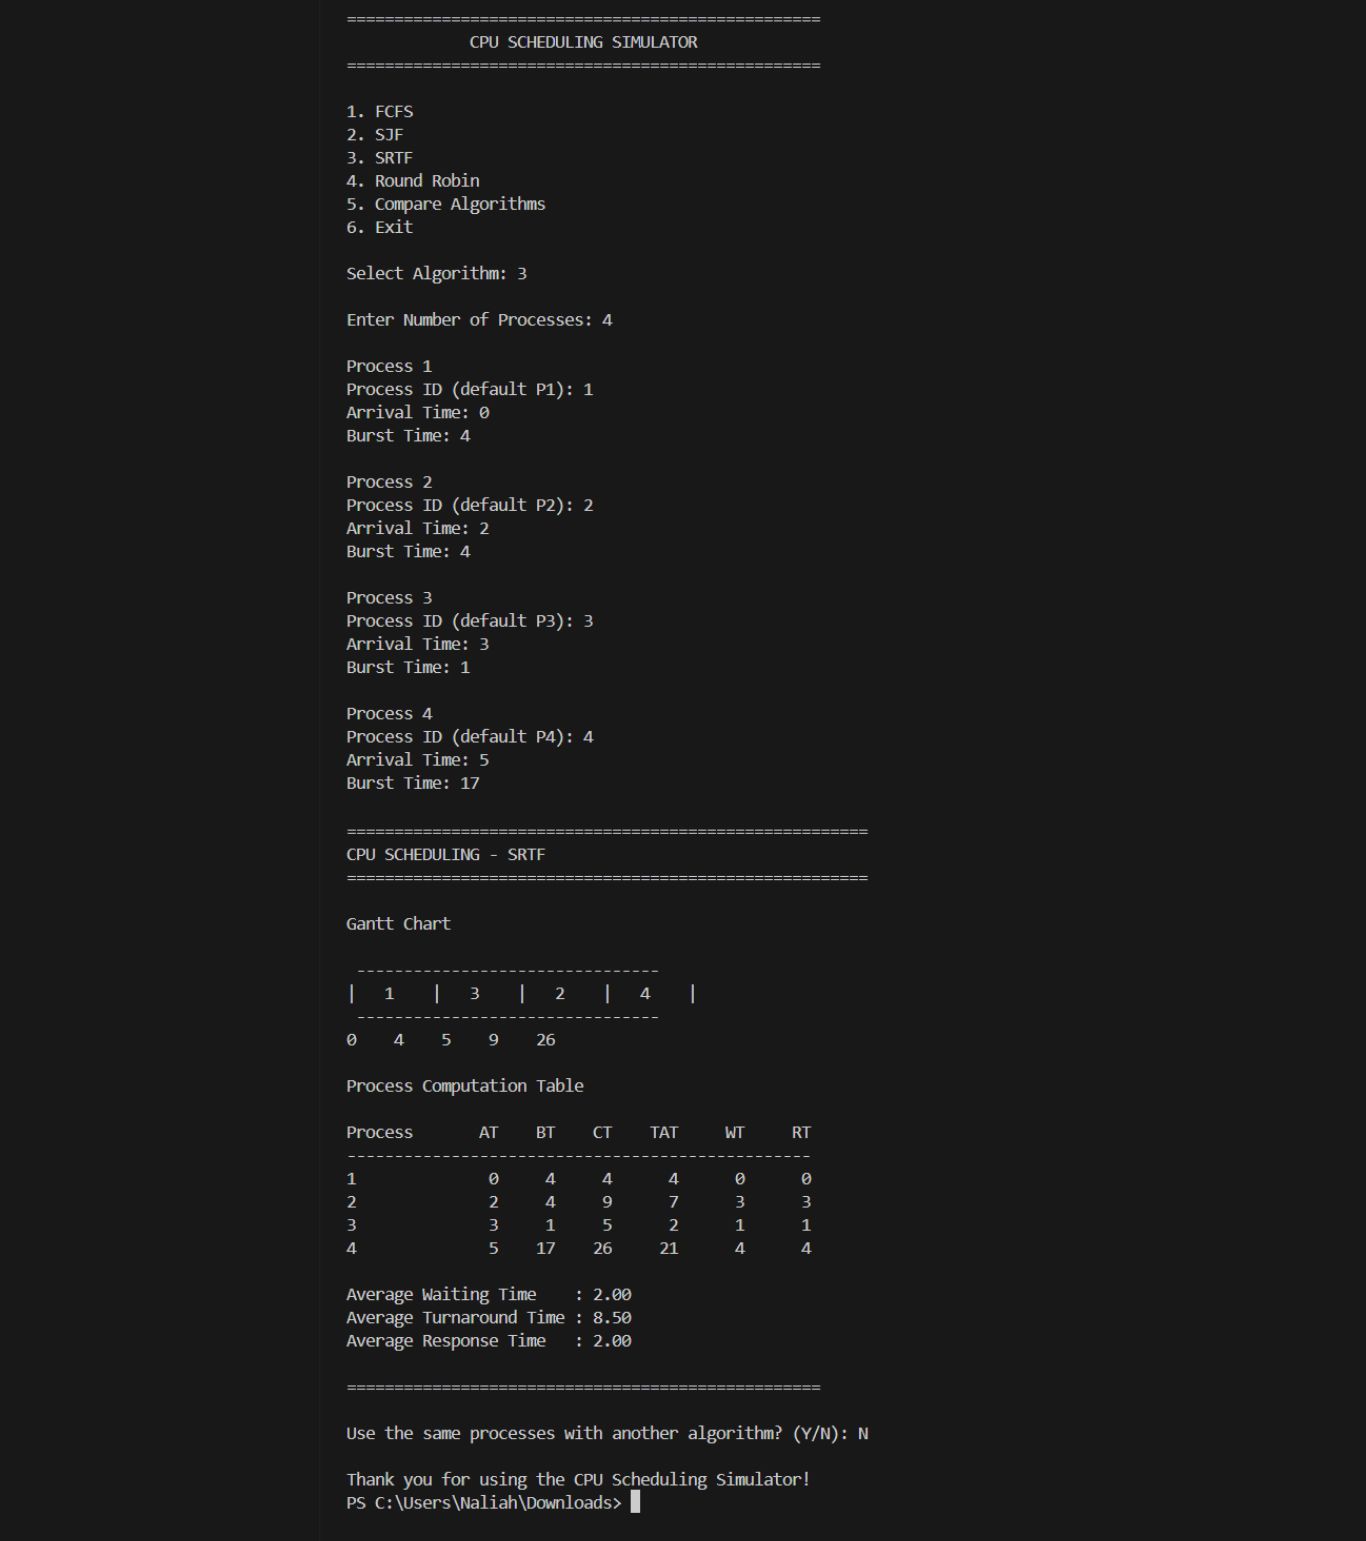 ==================================================
CPU SCHEDULING SIMULATOR
==================================================
1. FCFS
2. SJF
3. SRTF
4. Round Robin
5. Compare Algorithms
6. Exit
Select Algorithm: 3
Enter Number of Processes: 4
Process 1
Process ID (default P1): 1
Arrival Time: 0
Burst Time: 4
Process 2
Process ID (default P2): 2
Arrival Time: 2
Burst Time: 4
Process 3
Process ID (default P3): 3
Arrival Time: 3
Burst Time: 1
Process 4
Process ID (default P4): 4
Arrival Time: 5
Burst Time: 17
=======================================================
CPU SCHEDULING - SRTF
=======================================================
Gantt Chart
--------------------------------
|   1    |   3    |   2    |   4    |
--------------------------------
0    4    5    9    26
Process Computation Table
Process       AT    BT    CT    TAT     WT     RT
-------------------------------------------------
1              0     4     4      4      0      0
2              2     4     9      7      3      3
3              3     1     5      2      1      1
4              5    17    26     21      4      4
Average Waiting Time    : 2.00
Average Turnaround Time : 8.50
Average Response Time   : 2.00
==================================================
Use the same processes with another algorithm? (Y/N): N
Thank you for using the CPU Scheduling Simulator!
PS C:\Users\Naliah\Downloads>